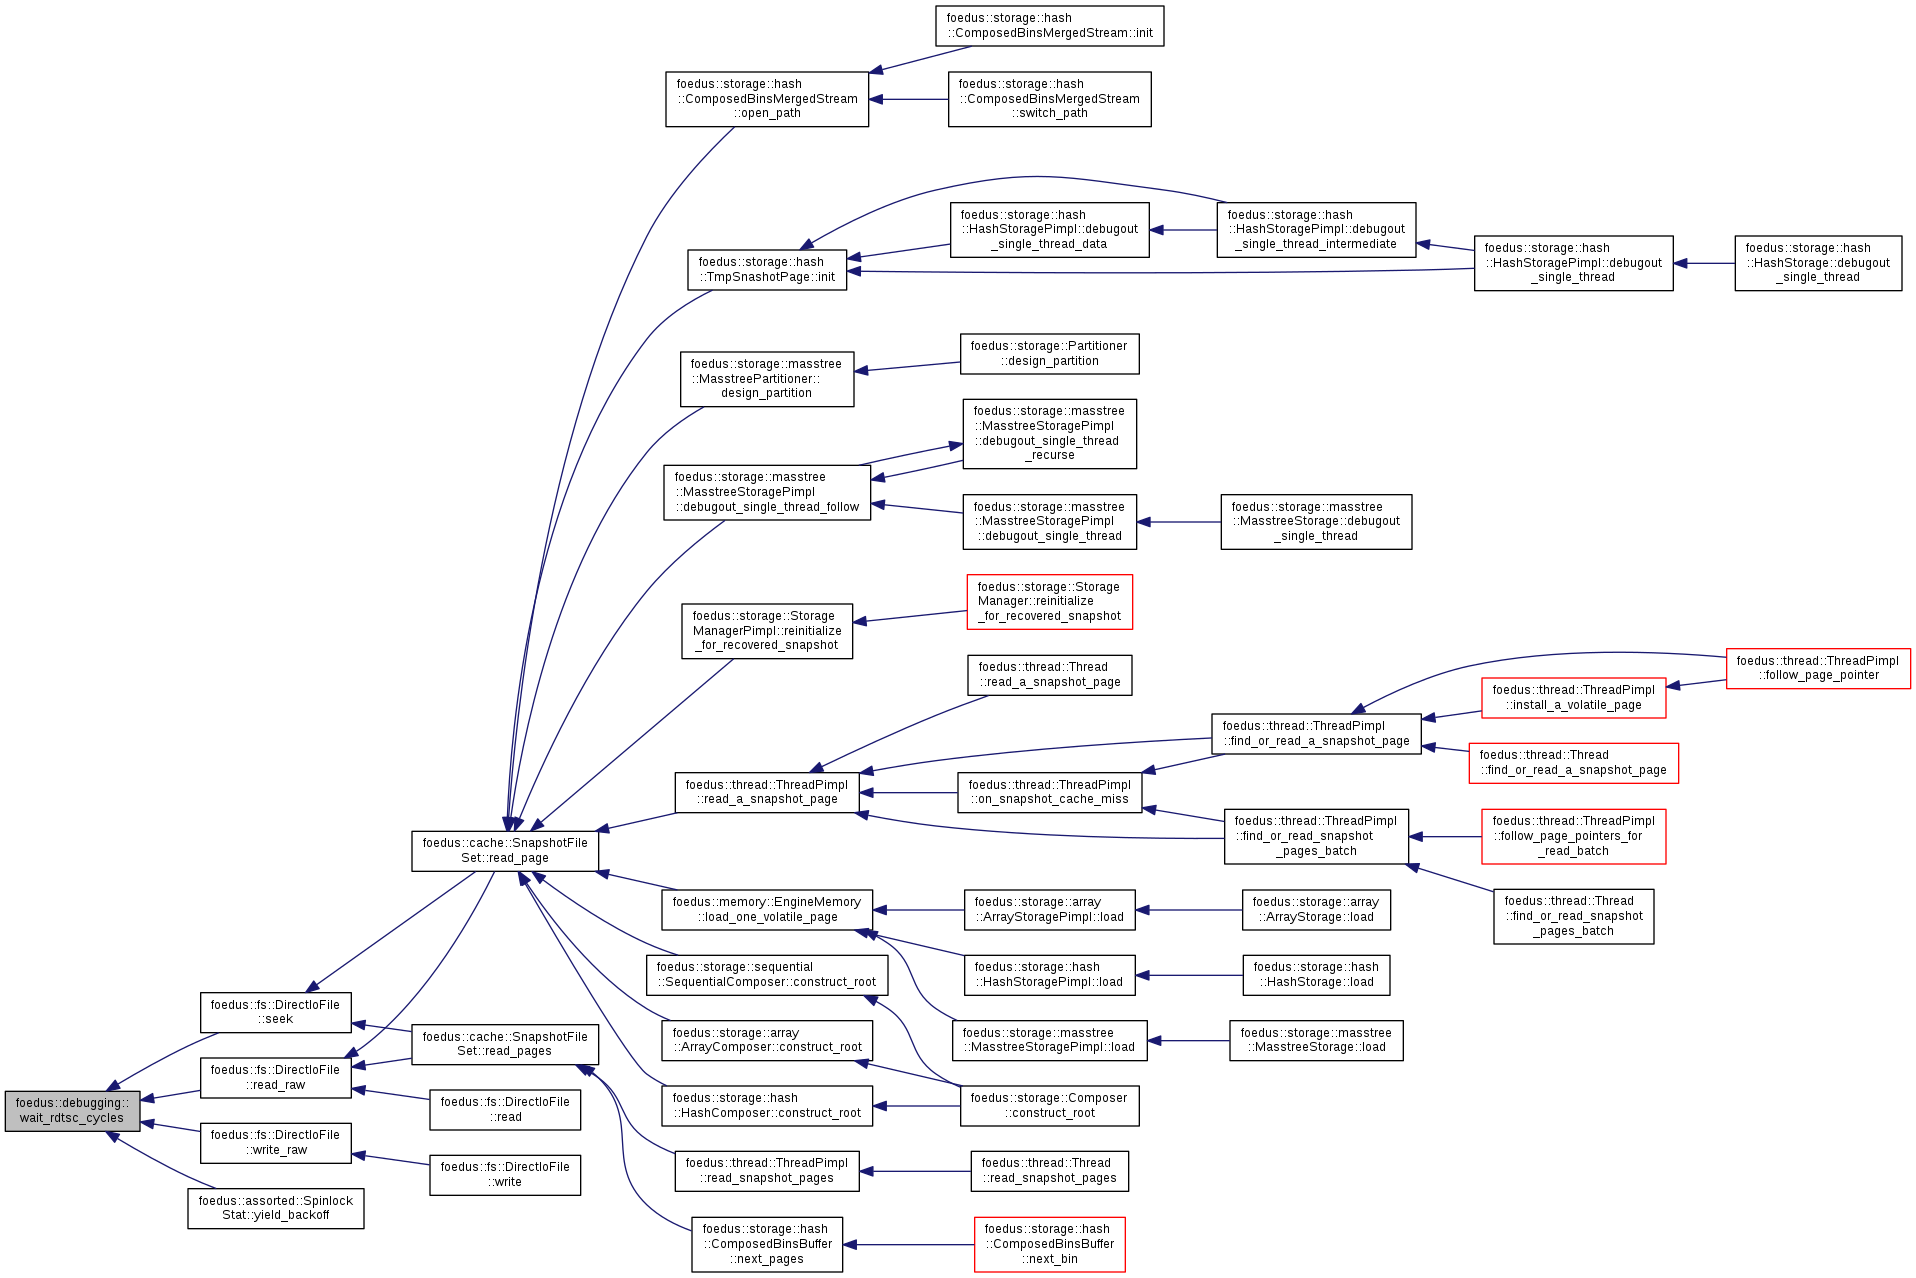 foedus::storage::hash
::ComposedBinsMergedStream::init
foedus::storage::hash
::ComposedBinsMergedStream
::open_path
foedus::storage::hash
::ComposedBinsMergedStream
::switch_path
foedus::storage::hash
::TmpSnashotPage::init
foedus::storage::hash
::HashStoragePimpl::debugout
_single_thread_data
foedus::storage::hash
::HashStoragePimpl::debugout
_single_thread_intermediate
foedus::storage::hash
::HashStoragePimpl::debugout
_single_thread
foedus::storage::hash
::HashStorage::debugout
_single_thread
foedus::storage::masstree
::MasstreePartitioner::
design_partition
foedus::storage::Partitioner
::design_partition
foedus::storage::masstree
::MasstreeStoragePimpl
::debugout_single_thread_follow
foedus::storage::masstree
::MasstreeStoragePimpl
::debugout_single_thread
_recurse
foedus::storage::masstree
::MasstreeStoragePimpl
::debugout_single_thread
foedus::storage::masstree
::MasstreeStorage::debugout
_single_thread
foedus::storage::Storage
ManagerPimpl::reinitialize
_for_recovered_snapshot
foedus::storage::Storage
Manager::reinitialize
_for_recovered_snapshot
foedus::thread::Thread
::read_a_snapshot_page
foedus::thread::ThreadPimpl
::read_a_snapshot_page
foedus::thread::ThreadPimpl
::on_snapshot_cache_miss
foedus::thread::ThreadPimpl
::find_or_read_a_snapshot_page
foedus::thread::ThreadPimpl
::follow_page_pointer
foedus::thread::ThreadPimpl
::install_a_volatile_page
foedus::thread::Thread
::find_or_read_a_snapshot_page
foedus::thread::ThreadPimpl
::find_or_read_snapshot
_pages_batch
foedus::thread::ThreadPimpl
::follow_page_pointers_for
_read_batch
foedus::thread::Thread
::find_or_read_snapshot
_pages_batch
foedus::cache::SnapshotFile
Set::read_page
foedus::memory::EngineMemory
::load_one_volatile_page
foedus::storage::array
::ArrayStoragePimpl::load
foedus::storage::array
::ArrayStorage::load
foedus::storage::sequential
::SequentialComposer::construct_root
foedus::storage::hash
::HashStoragePimpl::load
foedus::storage::hash
::HashStorage::load
foedus::fs::DirectIoFile
::seek
foedus::cache::SnapshotFile
Set::read_pages
foedus::storage::array
::ArrayComposer::construct_root
foedus::storage::masstree
::MasstreeStoragePimpl::load
foedus::storage::masstree
::MasstreeStorage::load
foedus::debugging::
wait_rdtsc_cycles
foedus::fs::DirectIoFile
::read_raw
foedus::fs::DirectIoFile
::read
foedus::storage::hash
::HashComposer::construct_root
foedus::storage::Composer
::construct_root
foedus::fs::DirectIoFile
::write_raw
foedus::fs::DirectIoFile
::write
foedus::thread::ThreadPimpl
::read_snapshot_pages
foedus::thread::Thread
::read_snapshot_pages
foedus::assorted::Spinlock
Stat::yield_backoff
foedus::storage::hash
::ComposedBinsBuffer
::next_pages
foedus::storage::hash
::ComposedBinsBuffer
::next_bin